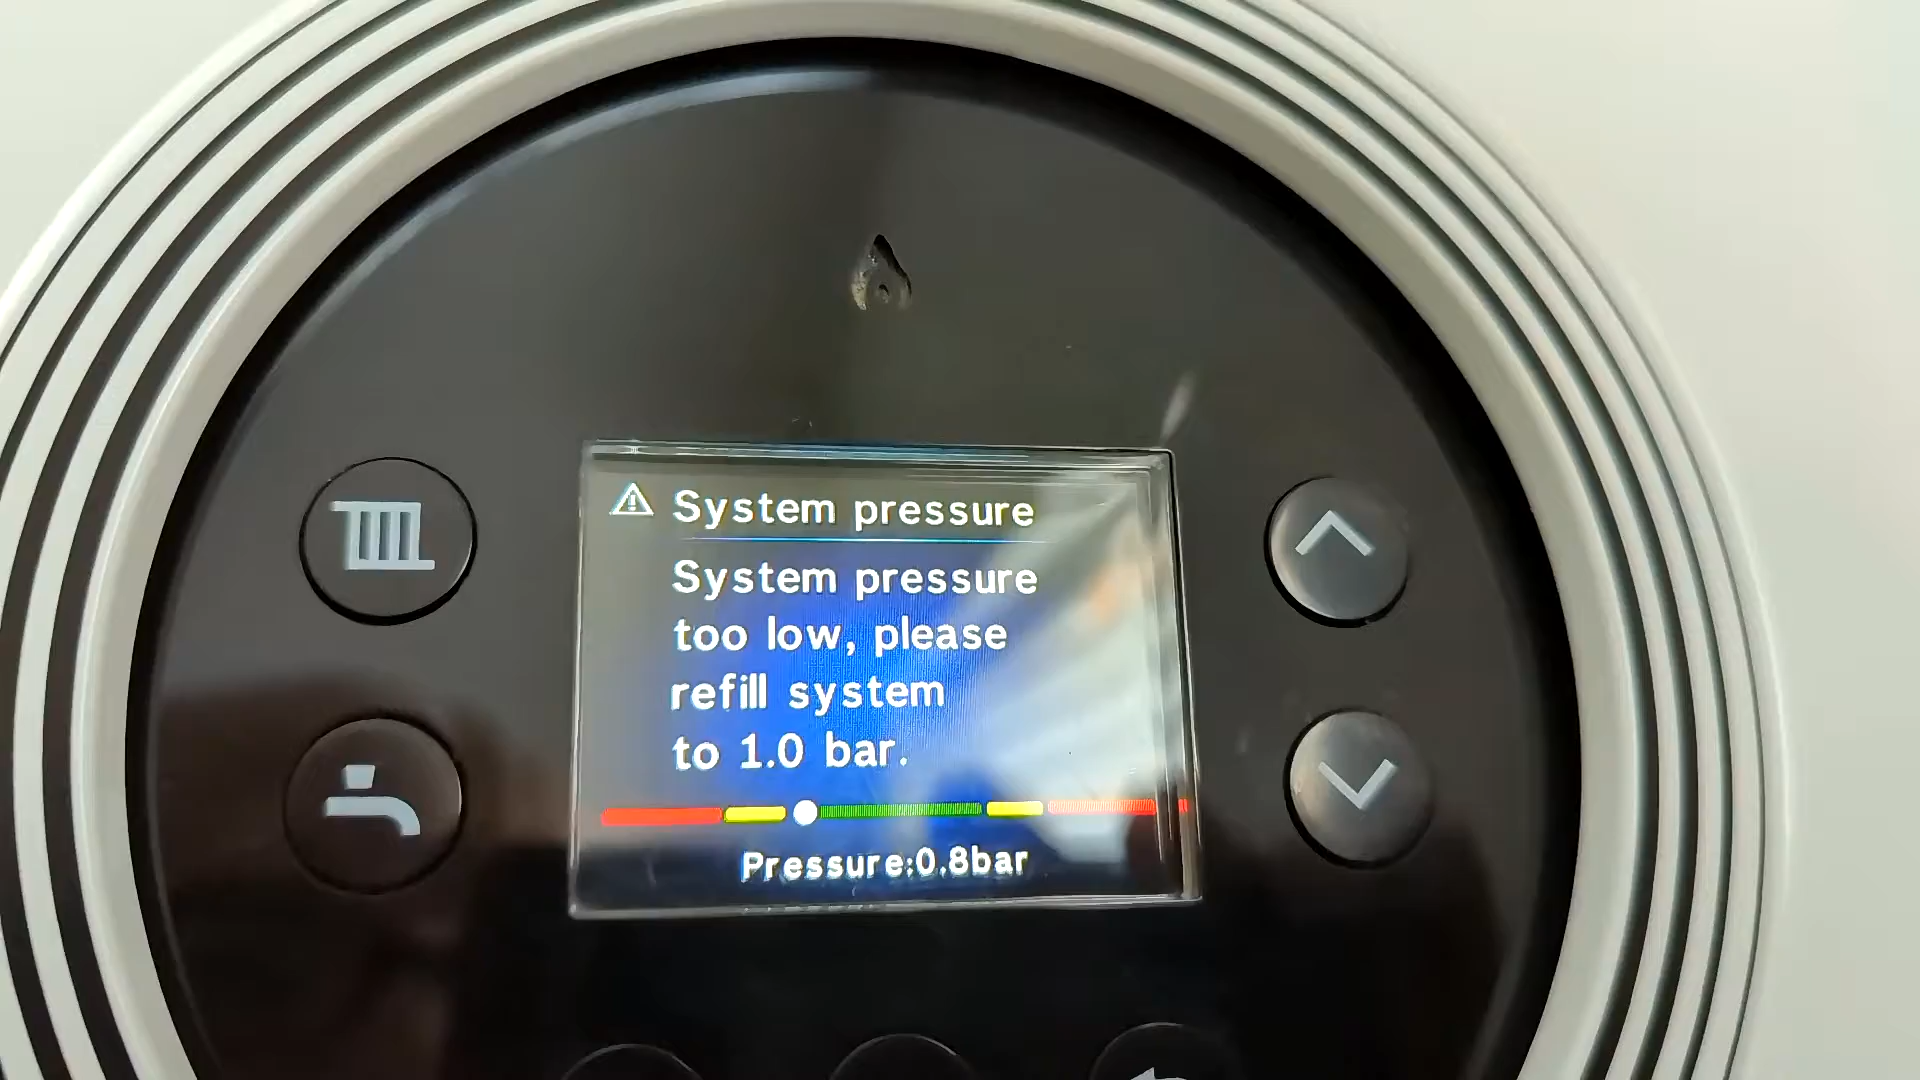 System pressure
System pressure
too low, please
refill system
to 1.0 bar.
Pressure:0.8bar